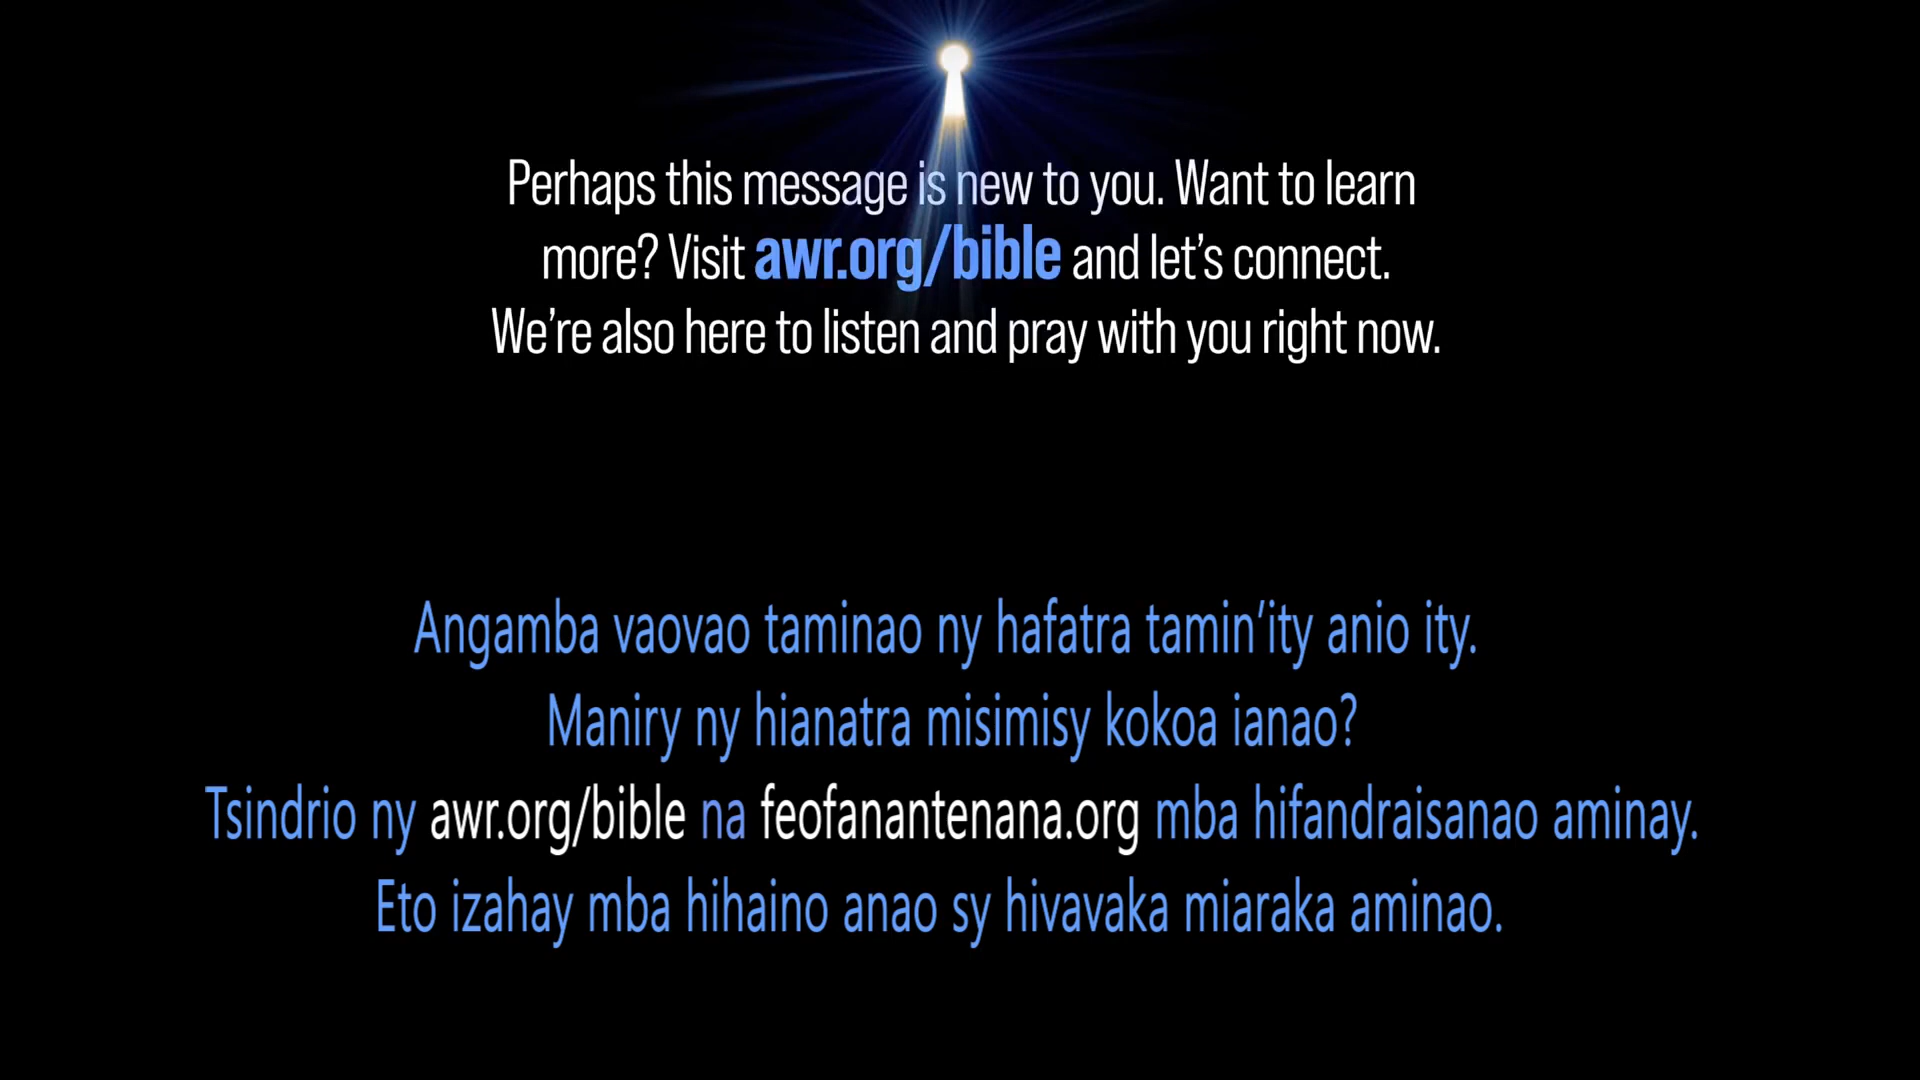 Perhaps this message is new to you. Want to learn
more? Visit awr.org/bible and let’s connect.
We’re also here to listen and pray with you right now.
Angamba vaovao taminao ny hafatra tamin’ity anio ity.
Maniry ny hianatra misimisy kokoa ianao?
Tsindrio ny awr.org/bible na feofanantenana.org mba hifandraisanao aminay.
Eto izahay mba hihaino anao sy hivavaka miaraka aminao.